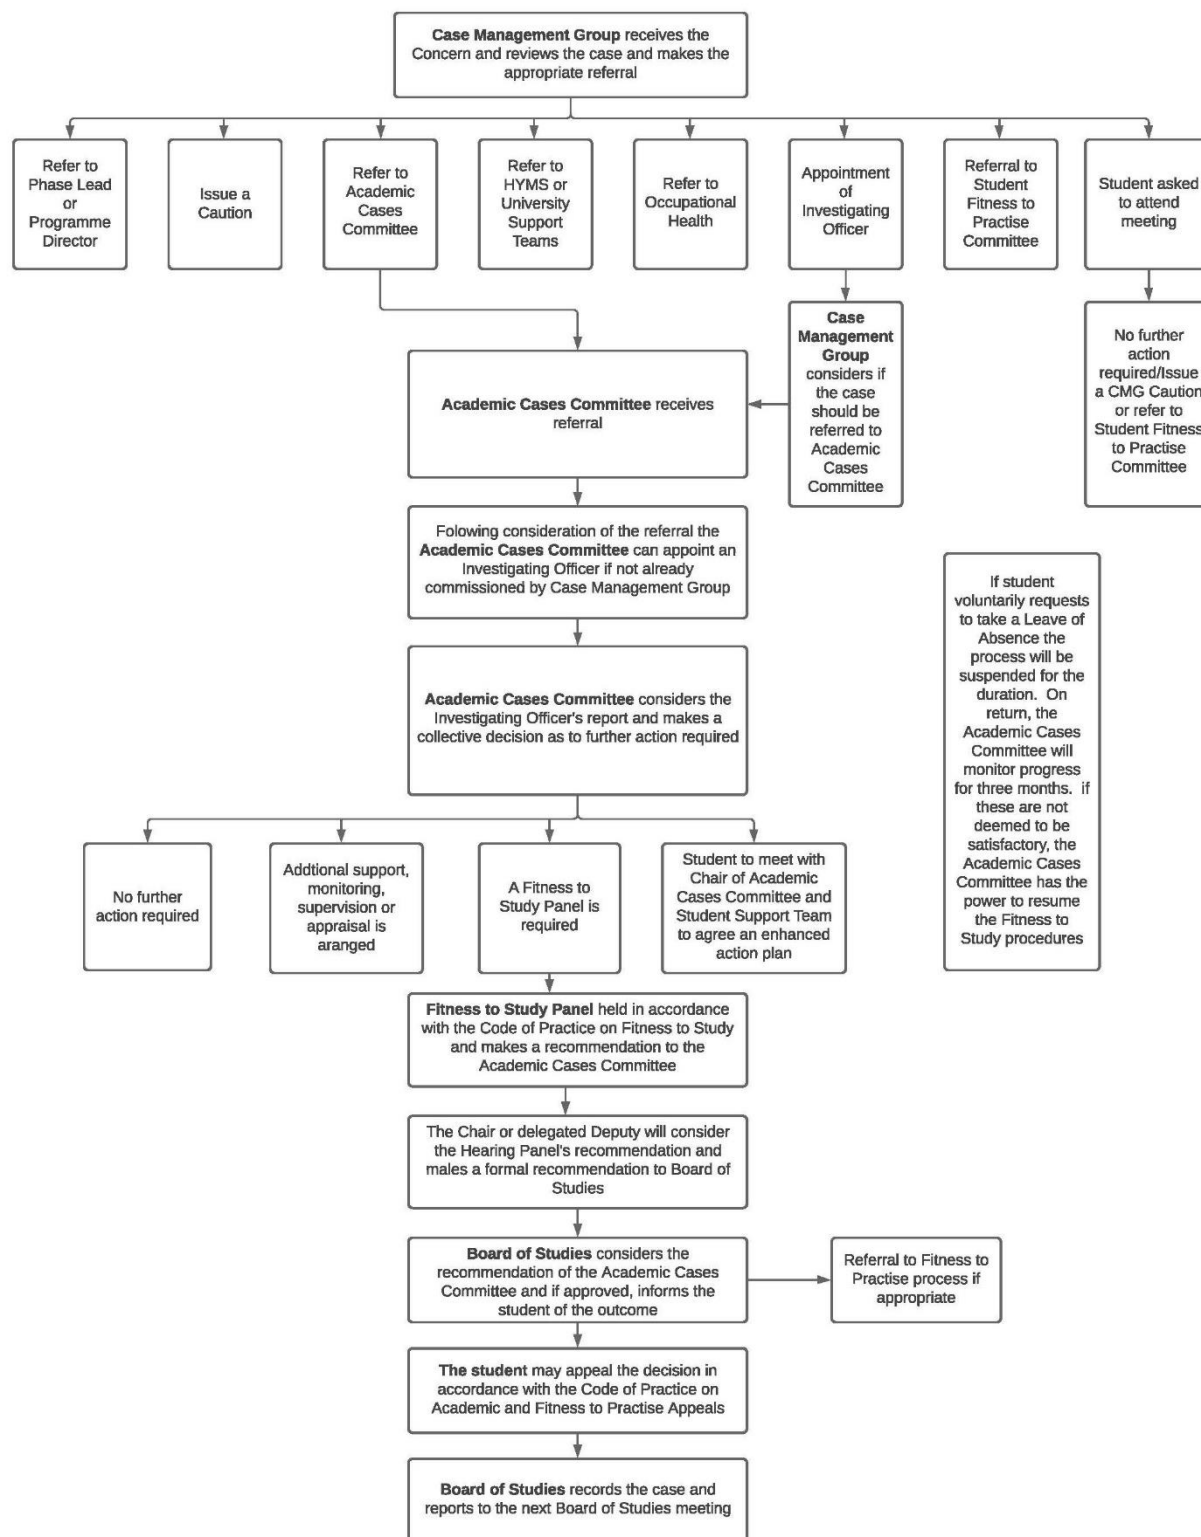 Case Management Group receives the
Concern and reviews the case and makes the
appropriate referral
Refer to
Phase Lead
or
Programme
Director
Issue a
Caution
Refer to
Academic
Cases
Committee
Refer to
HYMS or
University
Support
Teams
Refer to
Occupational
Health
Appointment
of
Investigating
Officer
Referral to
Student
Fitness to
Practise
Committee
Student asked
to attend
meeting
Case
Management
Group
considers if
the case
should be
referred to
Academic
Cases
Committee
No further
action
required/Issue
a CMG Caution
or refer to
Student Fitness
to Practise
Committee
Academic Cases Committee receives
referral
Folowing consideration of the referral the
Academic Cases Committee can appoint an
Investigating Officer if not already
commissioned by Case Management Group
If student
voluntarily requests
to take a Leave of
Absence the
process will be
suspended for the
duration. On
return, the
Academic Cases
Committee will
monitor progress
for three months. if
these are not
deemed to be
satisfactory, the
Academic Cases
Committee has the
power to resume
the Fitness to
Study procedures
Academic Cases Committee considers the
Investigating Officer's report and makes a
collective decision as to further action required
No further
action required
Addtional support,
monitoring,
supervision or
appraisal is
aranged
A Fitness to
Study Panel is
required
Student to meet with
Chair of Academic
Cases Committee and
Student Support Team
to agree an enhanced
action plan
Fitness to Study Panel held in accordance
with the Code of Practice on Fitness to Study
and makes a recommendation to the
Academic Cases Committee
The Chair or delegated Deputy will consider
the Hearing Panel's recommendation and
males a formal recommendation to Board of
Studies
Board of Studies considers the
recommendation of the Academic Cases
Committee and if approved, informs the
student of the outcome
Referral to Fitness to
Practise process if
appropriate
The student may appeal the decision in
accordance with the Code of Practice on
Academic and Fitness to Practise Appeals
Board of Studies records the case and
reports to the next Board of Studies meeting